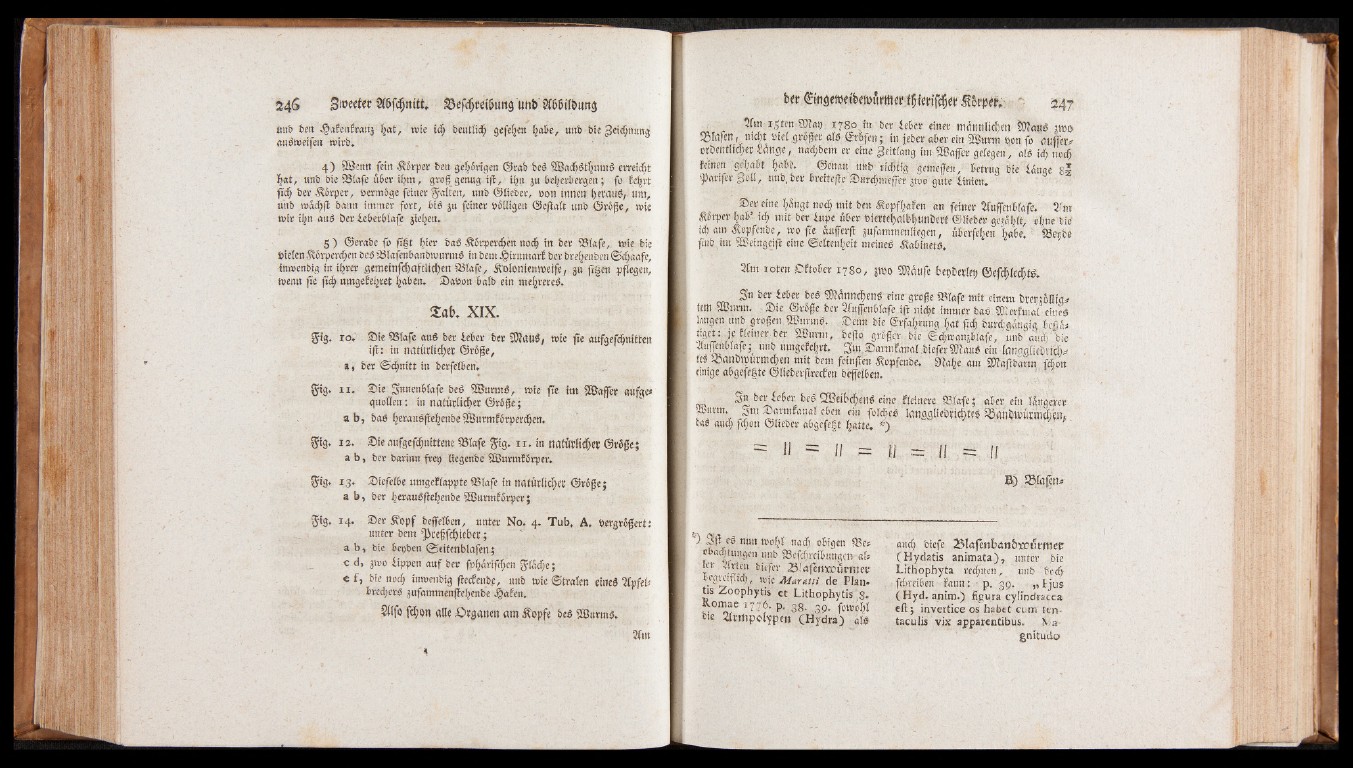 246 Zweeter Abschnitt. Beschreibung und Abbildung
und den Hakenkranz hat, wie ich deutlich gesehen habe, und die Zeichnung
ausweisen wird.
4) Wenn sein Körper den gehörigen Grad des Wachsthums erreicht
hat, und die Blase über ihm, groß genug ist, ihn zu beherbergen; so kehrt
sich der Körper, vermöge seiner Falten, und Glieder, von innen heraus, um,
und wächst dann immer fort, bis zu seiner völligen Gestalt und Größe, wie
wir ihn aus der Leberblase ziehen.
5) Gerade so sitzt hier das Körperchen noch in der Blase, wie die
vielen Körperchen des Blasenbandwurms in dem Hirnmark der drehenden Schaafe,
inwendig in ihrer gemeinschaftlichen Blase, Kolonienweise, zu sitzen pflegen,
wenn sie sich umgekehret haben. Davon bald ein mehreres.
Tab. XIX.
Fig. 10. Die Blase aus der Leber der Maus, wie sie aufgeschnitten
ist: in natürlicher Größe,
a, der Schnitt in derselben.
Fig. 11. Die Innenblase des Wurms, wie sie im Wasser aufge=
quollen: in natürlicher Größe;
a b, das herausstehende Wurmkörperchen.
Fig. 12. Die aufgeschnittene Blase Fig. 11. in natürlicher Größe;
a b, der darinn frey liegende Wurmkörper.
Fig. 13. Dieselbe umgeklappte Blase in natürlicher Größe;
a b, der herausstehende Wurmkörper;
Fig. 14. Der Kopf desselben, unter No. 4. Tub. A. vergrößert:
unter dem Preßschieber;
a b, die beyden Seitenblasen;
c d, zwo Lippen auf der sphärischen Fläche;
e f, die noch inwendig steckende, und wie Stralen eines Apfel=
brechers zusammenstehende Haken.
Also schon alle Organen am Kopfe des Wurms.
Am
der Eingeweidewürmer thierischer Körper. 247
Am 15ten May 1780 in der Leber einer männlichen Maus zwo
Blasen, nicht viel größer als Erbsen; in jeder aber ein Wurm von so ausser=
ordentlicher Länge, nachdem er eine Zeitlang im Wasser gelegen, als ich noch
keinen gehabt habe. Genau und richtig gemessen, betrug die Länge 8½
Pariser Zoll, und der breiteste Durchmesser zwo gute Linien.
Der eine hängt noch mit den Kopfhaken an seiner Aussenblase. Am
Körper hab' ich mit der Lupe über viertehalbhundert Glieder gezählt, ohne die
ich am Kopfende, wo sie äusserst zusammenliegen, übersehen habe. Beyde
sind im Weingeist eine Seltenheit meines Kabinets.
Am 10ten Oktober 1780, zwo Mäuse beyderley Geschlechts.
In der Leber des Männchens eine große Blase mit einem dreyzöllig=
tem Wurm. Die Größe der Aussenblase ist nicht immer das Merkmal eines
langen und großen Wurms. Denn die Erfahrung hat sich durchgängig bestä=
tiget: je kleiner der Wurm, desto größer die Schwanzblase, und auch die
Aussenblase; und umgekehrt. Im Darmkanal dieser Maus ein langgliedrich=
tes Bandwürmchen mit dem feinsten Kopfende. Nahe am Mastdarm schon
einige abgesetzte Gliederstrecken desselben.
In der Leber des Weibchens eine kleinere Blase; aber ein längerer
Wurm. Im Darmkanal eben ein solches langgliedrichtes Bandwürmchen,
das auch schon Glieder abgesetzt hatte. e)
= // = // = // = // = //
B) Blasen=
e) Ist es nun wohl nach obigen Be=
obachtungen und Beschreibungen al=
ler Arten dieser Blasenwürmer
begreiflich, wie Maratti de Plan-
tis Zoophytis et Lithophytis 8.
Romae 1776. p. 38. 39. sowohl
die Armpolypen (Hydra) als
auch diese Blasenbandwürmer
(Hydatis animata), unter die
Lithophyta rechnen, und doch
schreiben kann: p. 39. „Ejus
(Hyd. anim.) figura cylindracea
est; invertice os habet cum ten-
taculis vix apparentibus. Ma-
gnitudo